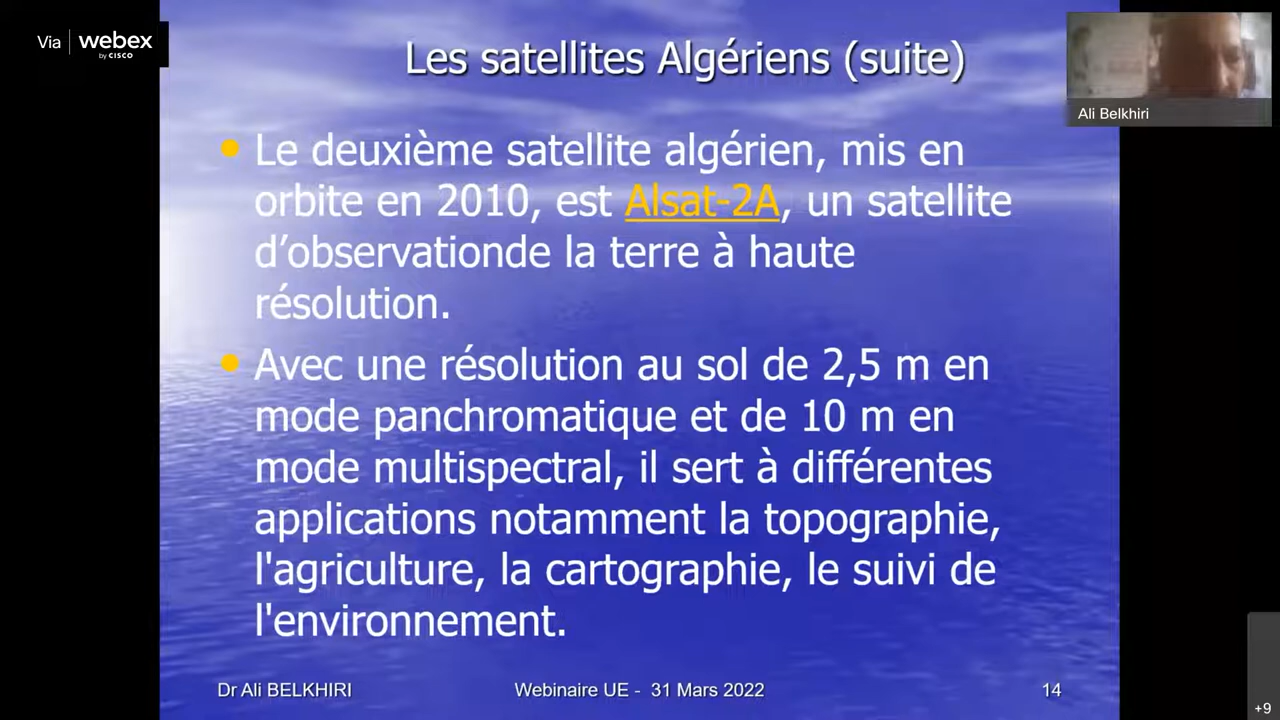 Via webex
by CISCO
Les satellites Algériens (suite)
Ali Belkhiri
Le deuxième satellite algérien, mis en
orbite en 2010, est Alsat-2A, un satellite
d’observationde la terre à haute
résolution.
Avec une résolution au sol de 2,5 m en
mode panchromatique et de 10 m en
mode multispectral, il sert à différentes
applications notamment la topographie,
l'agriculture, la cartographie, le suivi de
l'environnement.
Dr Ali BELKHIRI
Webinaire UE - 31 Mars 2022
14
+9